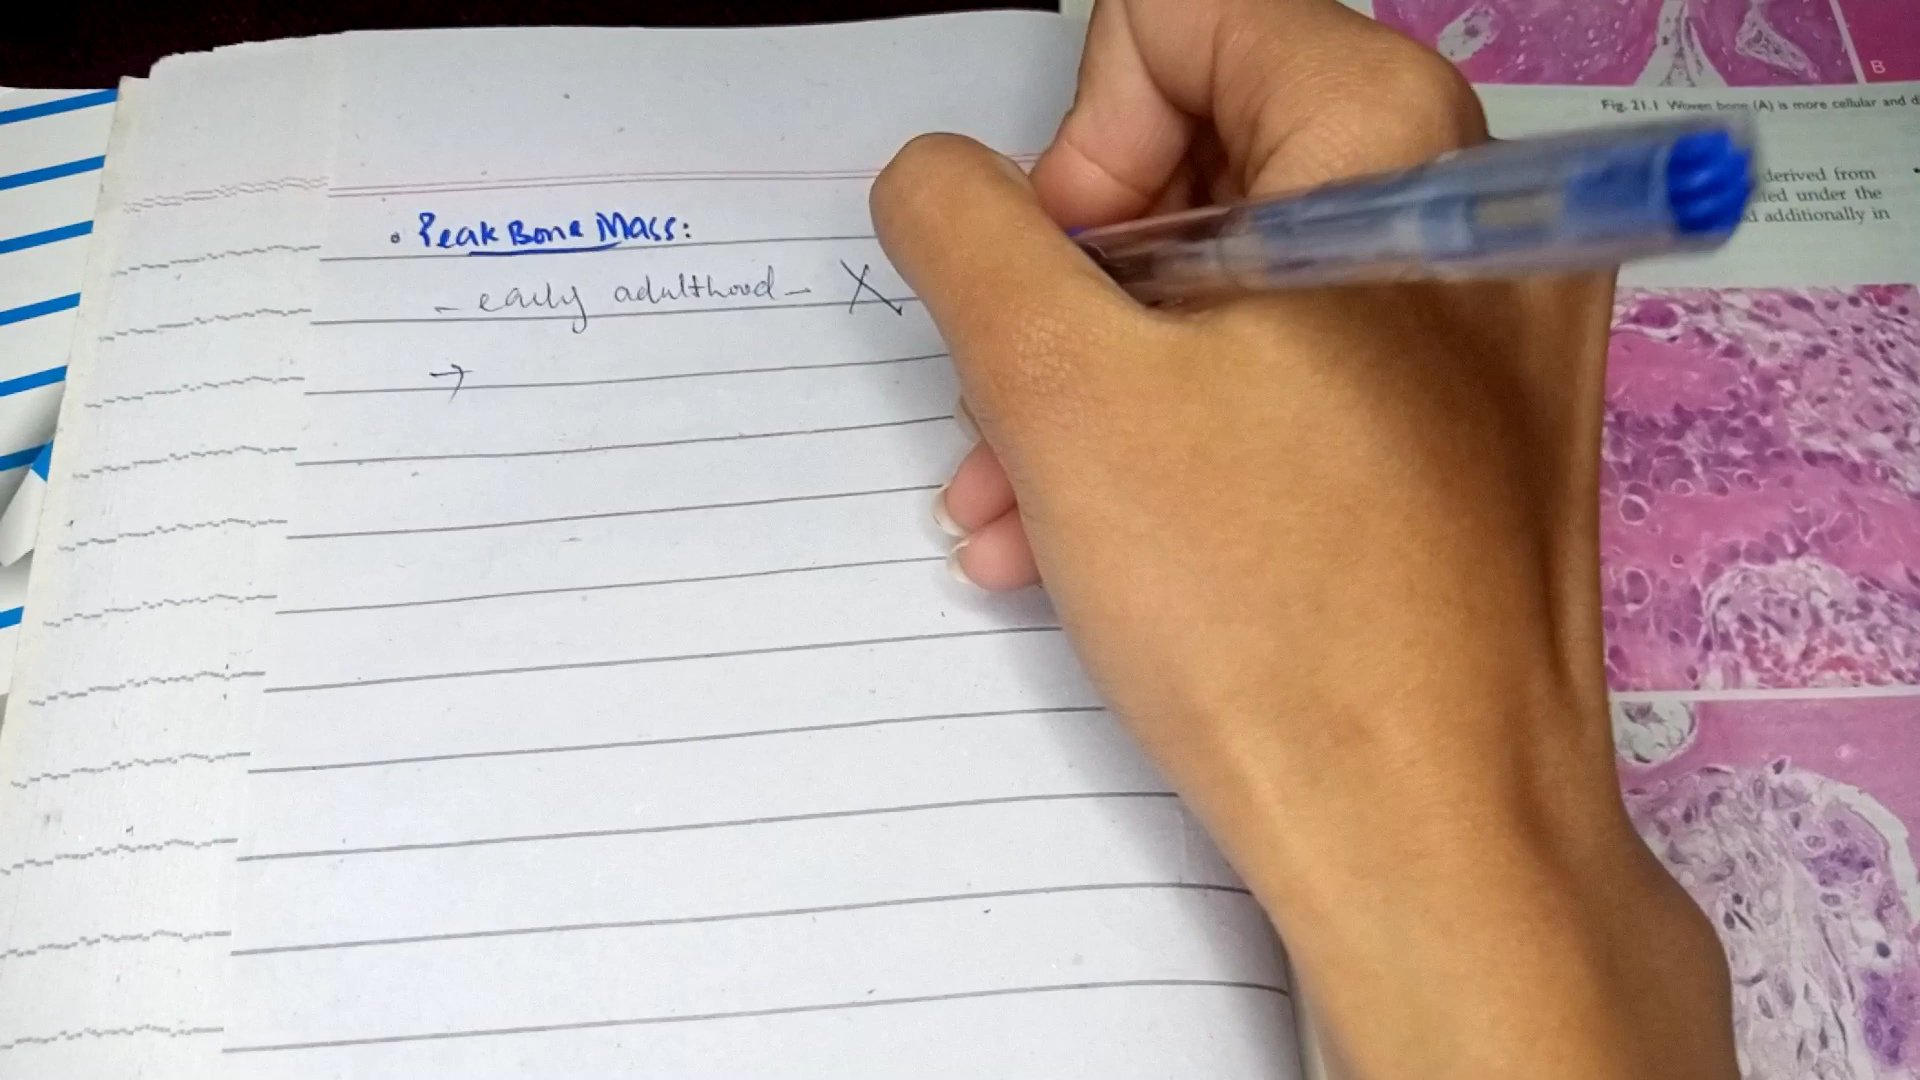 • Peak Bone Mass:
- early adulthood - X
→
B
Fig. 21.1 Woven bone (A) is more cellular and d
derived from
ied under the
d additionally in